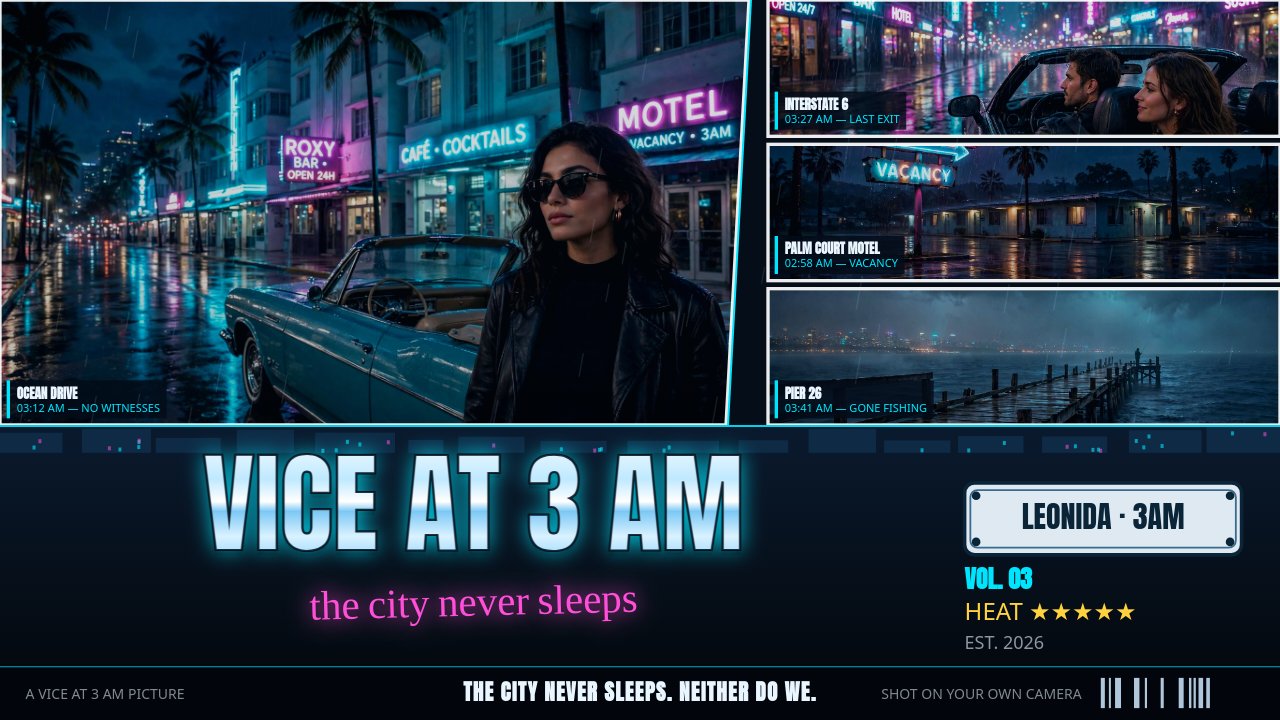 ROXY
BAR •
OPEN 24H
CAFÉ • COCKTAILS
MOTEL
VACANCY • 3AM
OCEAN DRIVE
03:12 AM — NO WITNESSES
OPEN 24/7
BAR
HOTEL
INTERSTATE 6
03:27 AM — LAST EXIT
VACANCY
PALM COURT MOTEL
02:58 AM — VACANCY
PIER 26
03:41 AM — GONE FISHING
VICE AT 3 AM
the city never sleeps
LEONIDA · 3AM
VOL. 03
HEAT ★★★★★
EST. 2026
A VICE AT 3 AM PICTURE
THE CITY NEVER SLEEPS. NEITHER DO WE.
SHOT ON YOUR OWN CAMERA